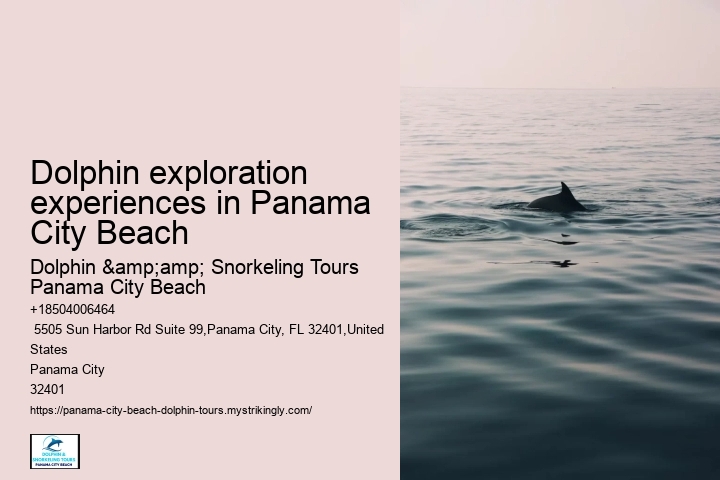 Dolphin exploration
experiences in Panama
City Beach
Dolphin &amp;amp; Snorkeling Tours
Panama City Beach
+18504006464
5505 Sun Harbor Rd Suite 99,Panama City, FL 32401,United
States
Panama City
32401
https://panama-city-beach-dolphin-tours.mystrikingly.com/
DOLPHIN &
SNORKELING TOURS
PANAMA CITY BEACH